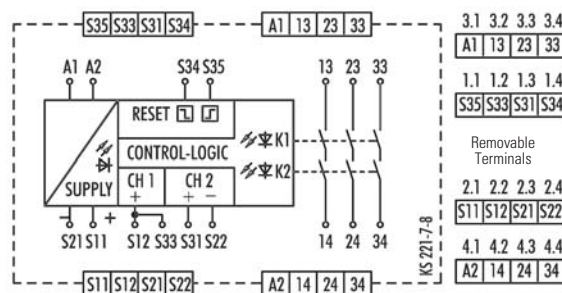 S35 S33 S31 S34
A1 13 23 33
A1 A2
S34 S35
13 23 33
RESET
CONTROL-LOGIC
K1
K2
SUPPLY
CH 1
CH 2
+
+ −
− +
S21 S11
S12 S33 S31 S22
14 24 34
KS 221-7-8
S11 S12 S21 S22
A2 14 24 34
3.1 3.2 3.3 3.4
A1 13 23 33
1.1 1.2 1.3 1.4
S35 S33 S31 S34
Removable
Terminals
2.1 2.2 2.3 2.4
S11 S12 S21 S22
4.1 4.2 4.3 4.4
A2 14 24 34